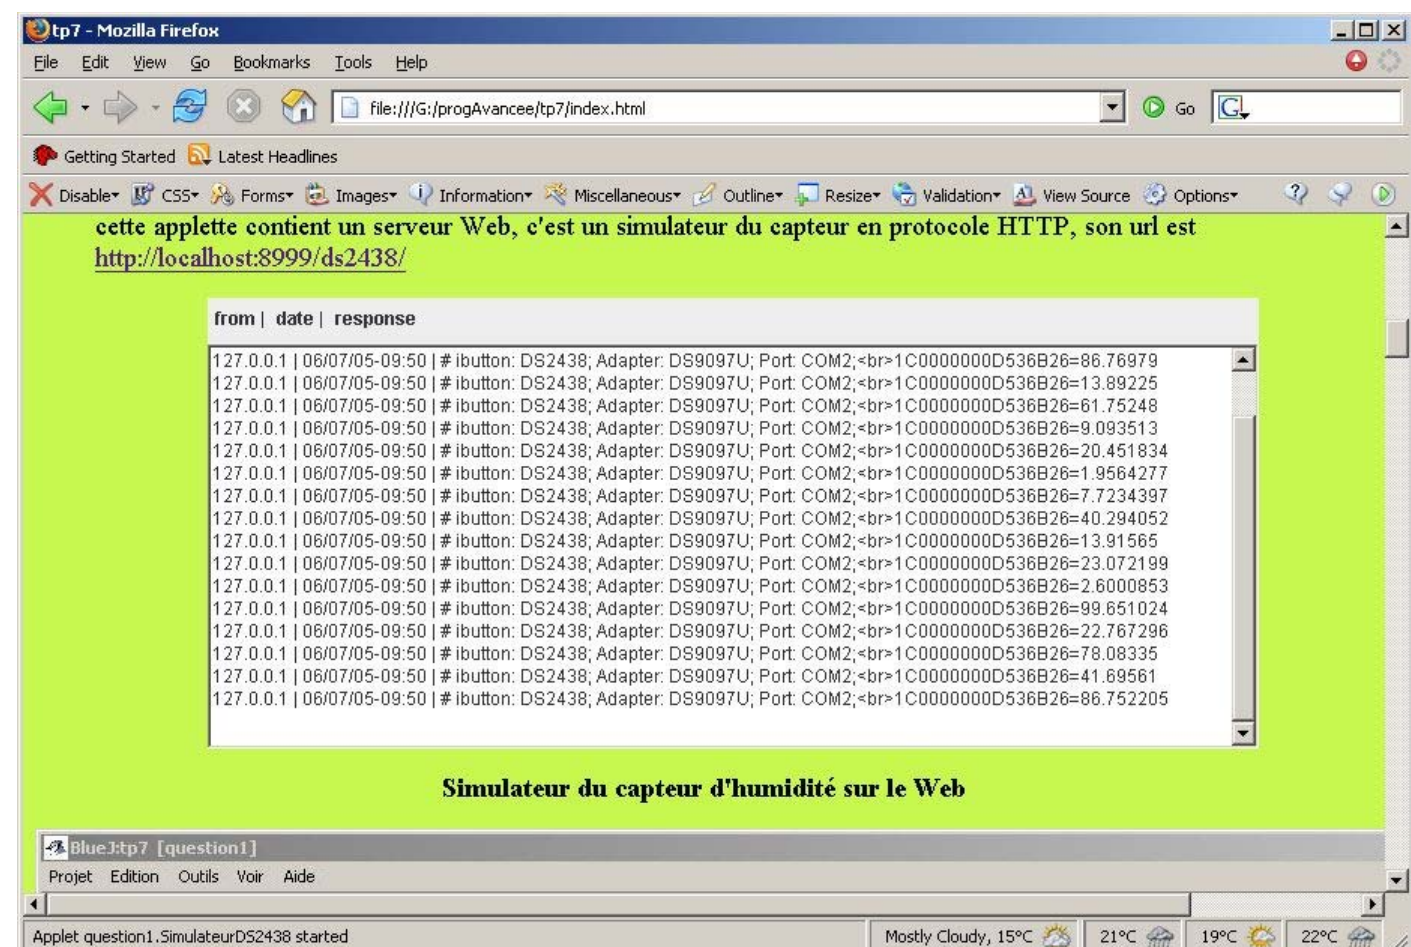 tp7 - Mozilla Firefox
File Edit View Go Bookmarks Tools Help
file:///G:/progAvancee/tp7/index.html Go G
Getting Started Latest Headlines
Disable CSS Forms Images Information Miscellaneous Outline Resize Validation View Source Options
cette applette contient un serveur Web, c'est un simulateur du capteur en protocole HTTP, son url est
http://localhost:8999/ds2438/
from | date | response
127.0.0.1 | 06/07/05-09:50 | # ibutton: DS2438; Adapter: DS9097U; Port: COM2;<br>1C0000000D536B26=86.76979
127.0.0.1 | 06/07/05-09:50 | # ibutton: DS2438; Adapter: DS9097U; Port: COM2;<br>1C0000000D536B26=13.89225
127.0.0.1 | 06/07/05-09:50 | # ibutton: DS2438; Adapter: DS9097U; Port: COM2;<br>1C0000000D536B26=61.75248
127.0.0.1 | 06/07/05-09:50 | # ibutton: DS2438; Adapter: DS9097U; Port: COM2;<br>1C0000000D536B26=9.093513
127.0.0.1 | 06/07/05-09:50 | # ibutton: DS2438; Adapter: DS9097U; Port: COM2;<br>1C0000000D536B26=20.451834
127.0.0.1 | 06/07/05-09:50 | # ibutton: DS2438; Adapter: DS9097U; Port: COM2;<br>1C0000000D536B26=1.9564277
127.0.0.1 | 06/07/05-09:50 | # ibutton: DS2438; Adapter: DS9097U; Port: COM2;<br>1C0000000D536B26=7.7234397
127.0.0.1 | 06/07/05-09:50 | # ibutton: DS2438; Adapter: DS9097U; Port: COM2;<br>1C0000000D536B26=40.294052
127.0.0.1 | 06/07/05-09:50 | # ibutton: DS2438; Adapter: DS9097U; Port: COM2;<br>1C0000000D536B26=13.91565
127.0.0.1 | 06/07/05-09:50 | # ibutton: DS2438; Adapter: DS9097U; Port: COM2;<br>1C0000000D536B26=23.072199
127.0.0.1 | 06/07/05-09:50 | # ibutton: DS2438; Adapter: DS9097U; Port: COM2;<br>1C0000000D536B26=2.6000853
127.0.0.1 | 06/07/05-09:50 | # ibutton: DS2438; Adapter: DS9097U; Port: COM2;<br>1C0000000D536B26=99.651024
127.0.0.1 | 06/07/05-09:50 | # ibutton: DS2438; Adapter: DS9097U; Port: COM2;<br>1C0000000D536B26=22.767296
127.0.0.1 | 06/07/05-09:50 | # ibutton: DS2438; Adapter: DS9097U; Port: COM2;<br>1C0000000D536B26=78.08335
127.0.0.1 | 06/07/05-09:50 | # ibutton: DS2438; Adapter: DS9097U; Port: COM2;<br>1C0000000D536B26=41.69561
127.0.0.1 | 06/07/05-09:50 | # ibutton: DS2438; Adapter: DS9097U; Port: COM2;<br>1C0000000D536B26=86.752205
Simulateur du capteur d'humidité sur le Web
BlueJ:tp7 [question1]
Projet Edition Outils Voir Aide
Applet question1.SimulateurDS2438 started Mostly Cloudy, 15°C 21°C 19°C 22°C